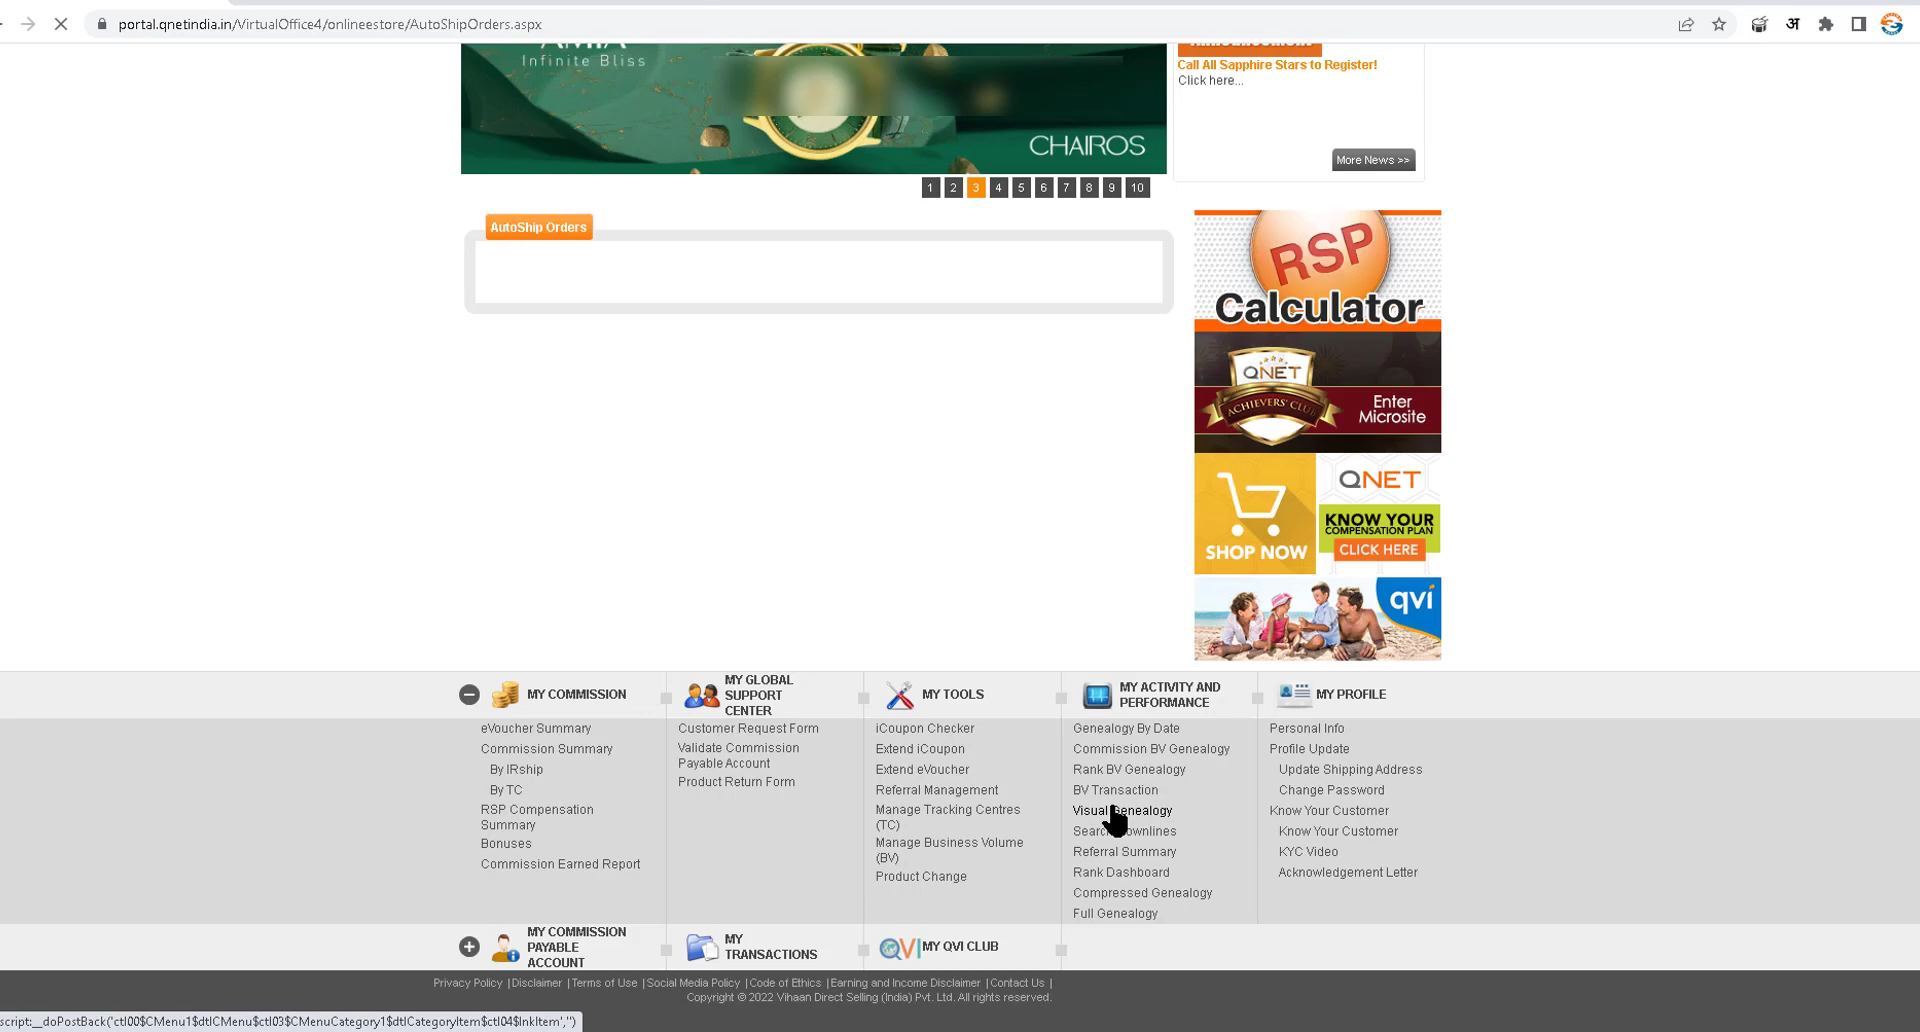 portal.qnetindia.in/VirtualOffice4/onlineestore/AutoShipOrders.aspx
अ
Infinite Bliss
CHAIROS
Call All Sapphire Stars to Register!
Click here...
More News >>
1 2 3 4 5 6 7 8 9 10
AutoShip Orders
RSP
Calculator
QNET
ACHIEVERS' CLUB
Enter
Microsite
SHOP NOW
QNET
KNOW YOUR
COMPENSATION PLAN
CLICK HERE
qvi
MY COMMISSION
eVoucher Summary
Commission Summary
By IRship
By TC
RSP Compensation
Summary
Bonuses
Commission Earned Report
MY GLOBAL
SUPPORT
CENTER
Customer Request Form
Validate Commission
Payable Account
Product Return Form
MY TOOLS
iCoupon Checker
Extend iCoupon
Extend eVoucher
Referral Management
Manage Tracking Centres
(TC)
Manage Business Volume
(BV)
Product Change
MY ACTIVITY AND
PERFORMANCE
Genealogy By Date
Commission BV Genealogy
Rank BV Genealogy
BV Transaction
Visual Genealogy
Search Downlines
Referral Summary
Rank Dashboard
Compressed Genealogy
Full Genealogy
MY PROFILE
Personal Info
Profile Update
Update Shipping Address
Change Password
Know Your Customer
Know Your Customer
KYC Video
Acknowledgement Letter
MY COMMISSION
PAYABLE
ACCOUNT
MY
TRANSACTIONS
QVI MY QVI CLUB
Privacy Policy |Disclaimer |Terms of Use |Social Media Policy |Code of Ethics |Earning and Income Disclaimer |Contact Us |
Copyright © 2022 Vihaan Direct Selling (India) Pvt. Ltd. All rights reserved.
script:__doPostBack('ctl00$CMenu1$dtlCMenu$ctl03$CMenuCategory1$dtlCategoryItem$ctl04$lnkItem','')